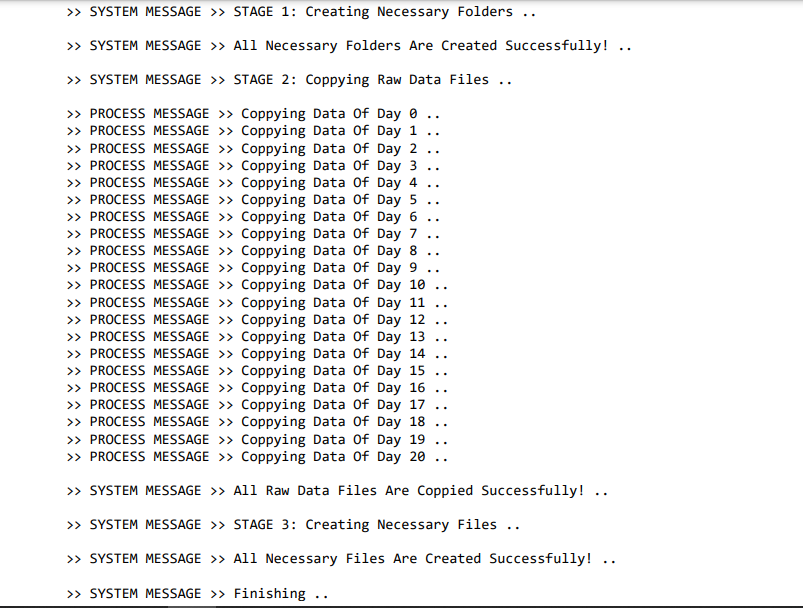 >> SYSTEM MESSAGE >> STAGE 1: Creating Necessary Folders ..
>> SYSTEM MESSAGE >> All Necessary Folders Are Created Successfully! ..
>> SYSTEM MESSAGE >> STAGE 2: Coppying Raw Data Files ..
>> PROCESS MESSAGE >> Coppying Data Of Day 0 ..
>> PROCESS MESSAGE >> Coppying Data Of Day 1 ..
>> PROCESS MESSAGE >> Coppying Data Of Day 2 ..
>> PROCESS MESSAGE >> Coppying Data Of Day 3 ..
>> PROCESS MESSAGE >> Coppying Data Of Day 4 ..
>> PROCESS MESSAGE >> Coppying Data Of Day 5 ..
>> PROCESS MESSAGE >> Coppying Data Of Day 6 ..
>> PROCESS MESSAGE >> Coppying Data Of Day 7 ..
>> PROCESS MESSAGE >> Coppying Data Of Day 8 ..
>> PROCESS MESSAGE >> Coppying Data Of Day 9 ..
>> PROCESS MESSAGE >> Coppying Data Of Day 10 ..
>> PROCESS MESSAGE >> Coppying Data Of Day 11 ..
>> PROCESS MESSAGE >> Coppying Data Of Day 12 ..
>> PROCESS MESSAGE >> Coppying Data Of Day 13 ..
>> PROCESS MESSAGE >> Coppying Data Of Day 14 ..
>> PROCESS MESSAGE >> Coppying Data Of Day 15 ..
>> PROCESS MESSAGE >> Coppying Data Of Day 16 ..
>> PROCESS MESSAGE >> Coppying Data Of Day 17 ..
>> PROCESS MESSAGE >> Coppying Data Of Day 18 ..
>> PROCESS MESSAGE >> Coppying Data Of Day 19 ..
>> PROCESS MESSAGE >> Coppying Data Of Day 20 ..
>> SYSTEM MESSAGE >> All Raw Data Files Are Coppied Successfully! ..
>> SYSTEM MESSAGE >> STAGE 3: Creating Necessary Files ..
>> SYSTEM MESSAGE >> All Necessary Files Are Created Successfully! ..
>> SYSTEM MESSAGE >> Finishing ..